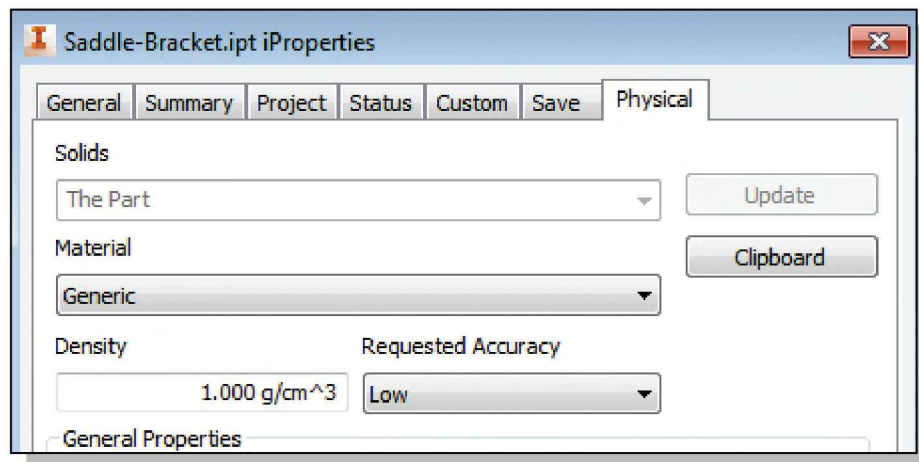 Saddle-Bracket.ipt iProperties
General Summary Project Status Custom Save Physical
Solids
The Part Update
Material
Clipboard
Generic
Density Requested Accuracy
1.000 g/cm^3 Low
General Properties